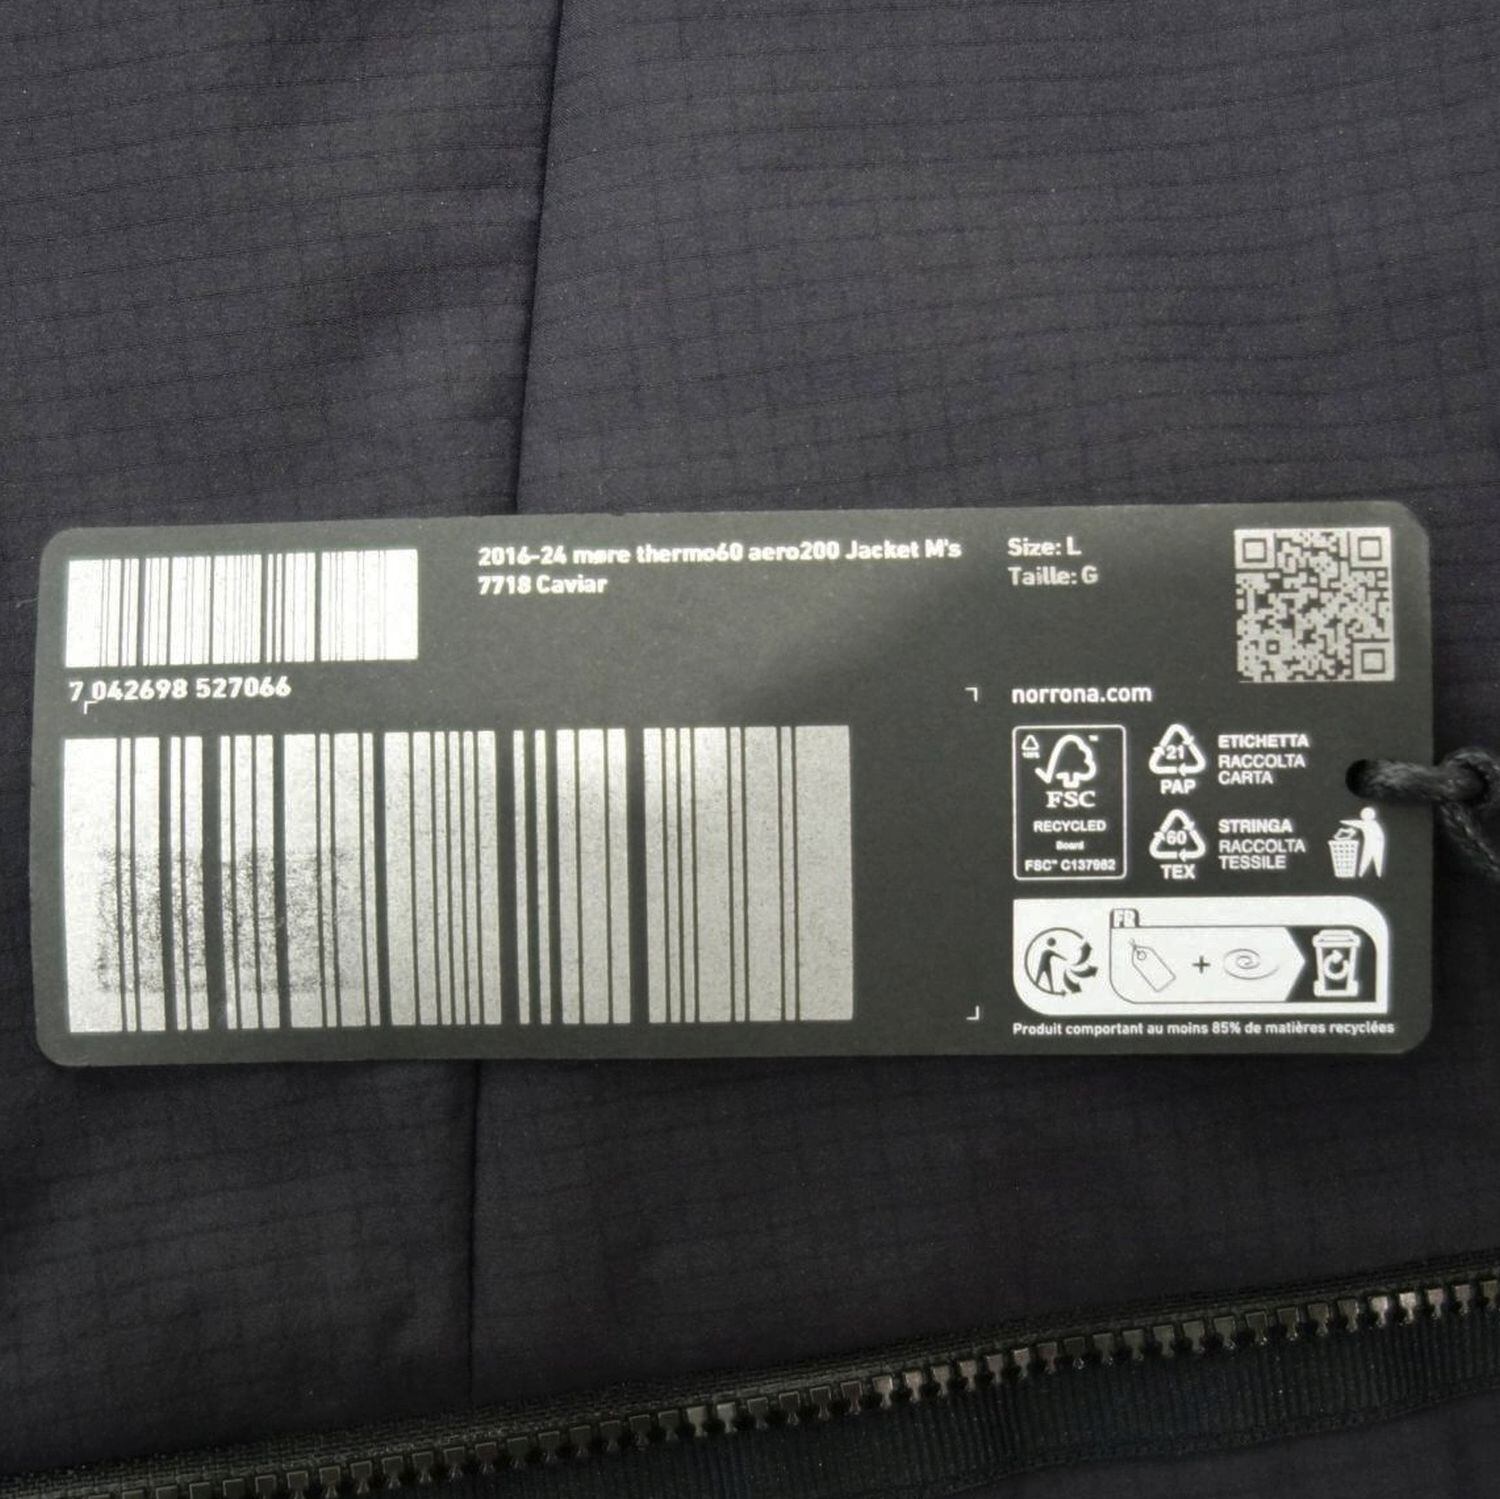 2016-24 møre thermo60 aero200 Jacket M's
7718 Caviar
Size: L
Taille: G
7 042698 527066
norrona.com
FSC
RECYCLED
Board
FSC™ C137982
21
PAP
ETICHETTA
RACCOLTA
CARTA
60
TEX
STRINGA
RACCOLTA
TESSILE
FR
+
Produit comportant au moins 85% de matières recyclées